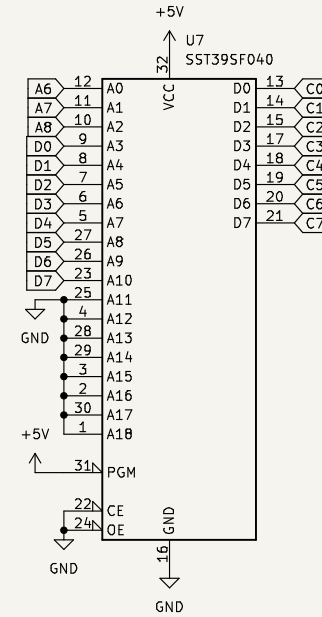 +5V
U7
SST39SF040
32
VCC
A6 12 A0 D0 13 C0
A7 11 A1 D1 14 C1
A8 10 A2 D2 15 C2
D0 9 A3 D3 17 C3
D1 8 A4 D4 18 C4
D2 7 A5 D5 19 C5
D3 6 A6 D6 20 C6
D4 5 A7 D7 21 C7
D5 27 A8
D6 26 A9
D7 23 A10
25 A11
4 A12
GND 28 A13
29 A14
3 A15
2 A16
30 A17
+5V 1 A18
31 PGM
22 CE
24 OE
GND
16
GND
GND